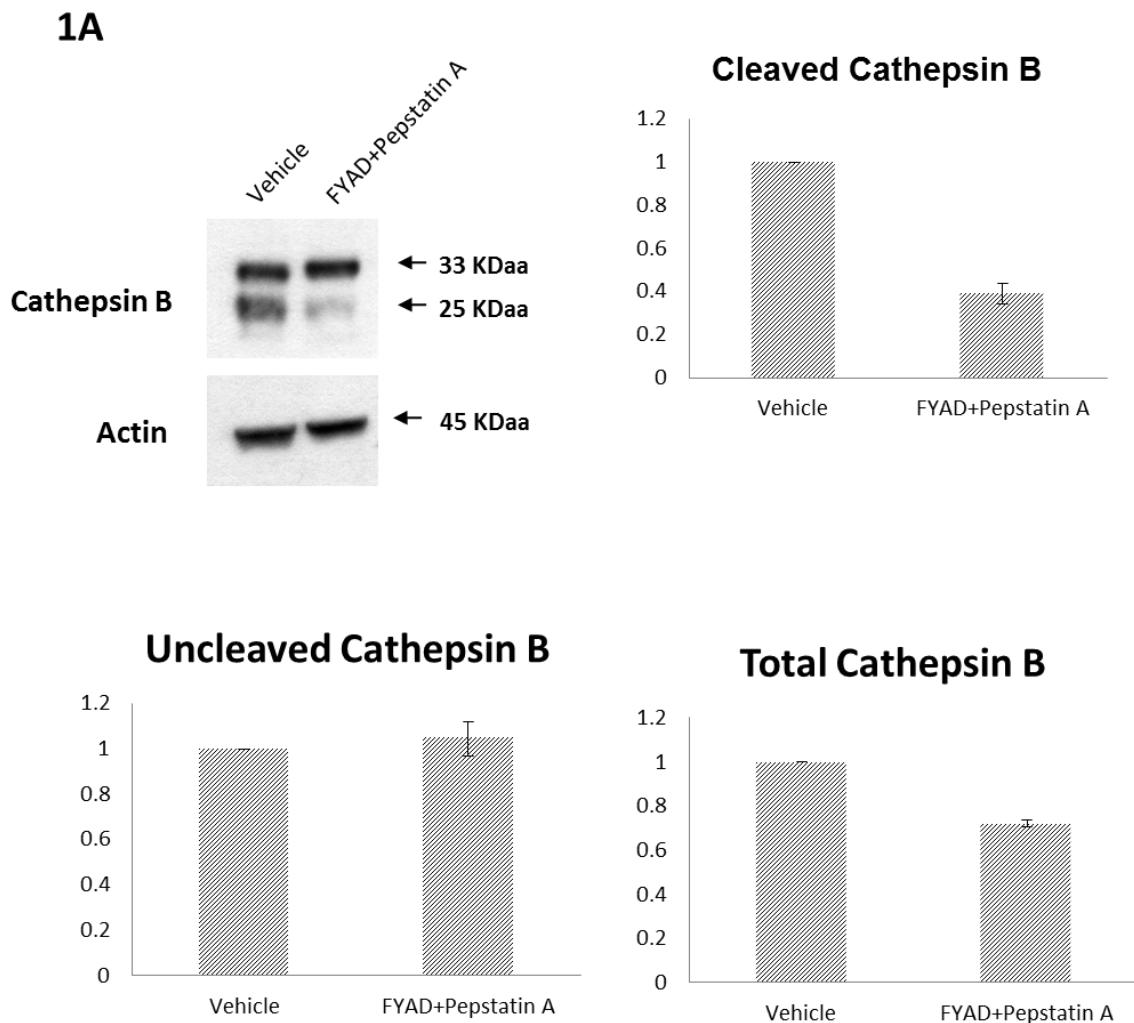 1A
Vehicle
FYAD+Pepstatin A
Cathepsin B
33 KDaa
25 KDaa
Actin
45 KDaa
Cleaved Cathepsin B
1.2
1
0.8
0.6
0.4
0.2
0
Vehicle
FYAD+Pepstatin A
Uncleaved Cathepsin B
1.2
1
0.8
0.6
0.4
0.2
0
Vehicle
FYAD+Pepstatin A
Total Cathepsin B
1.2
1
0.8
0.6
0.4
0.2
0
Vehicle
FYAD+Pepstatin A